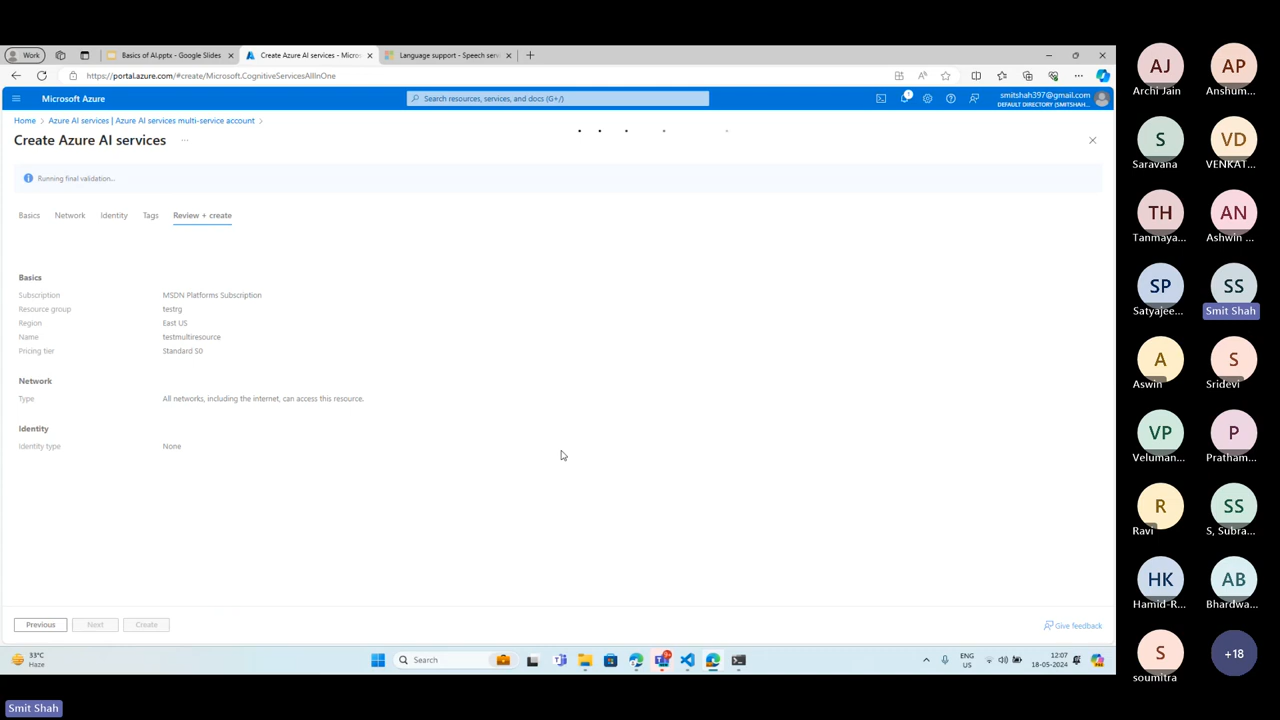 Work
Basics of AI.pptx - Google Slides
Create Azure AI services - Micros
Language support - Speech serv
https://portal.azure.com/#create/Microsoft.CognitiveServicesAllInOne
Microsoft Azure
Search resources, services, and docs (G+/)
1
smitshah397@gmail.com
DEFAULT DIRECTORY (SMITSHAH...
Home > Azure AI services | Azure AI services multi-service account >
Create Azure AI services ...
Running final validation...
Basics Network Identity Tags Review + create
Basics
Subscription MSDN Platforms Subscription
Resource group testrg
Region East US
Name testmultiresource
Pricing tier Standard S0
Network
Type All networks, including the internet, can access this resource.
Identity
Identity type None
Previous Next Create
Give feedback
33°C
Haze
Search
ENG
US
12:07
18-05-2024
Smit Shah
AJ AP
Archi Jain Anshum...
S VD
Saravana VENKAT...
TH AN
Tanmaya... Ashwin ...
SP SS
Satyajee... Smit Shah
A S
Aswin Sridevi
VP P
Veluman... Pratham...
R SS
Ravi S, Subra...
HK AB
Hamid-R... Bhardwa...
S +18
soumitra